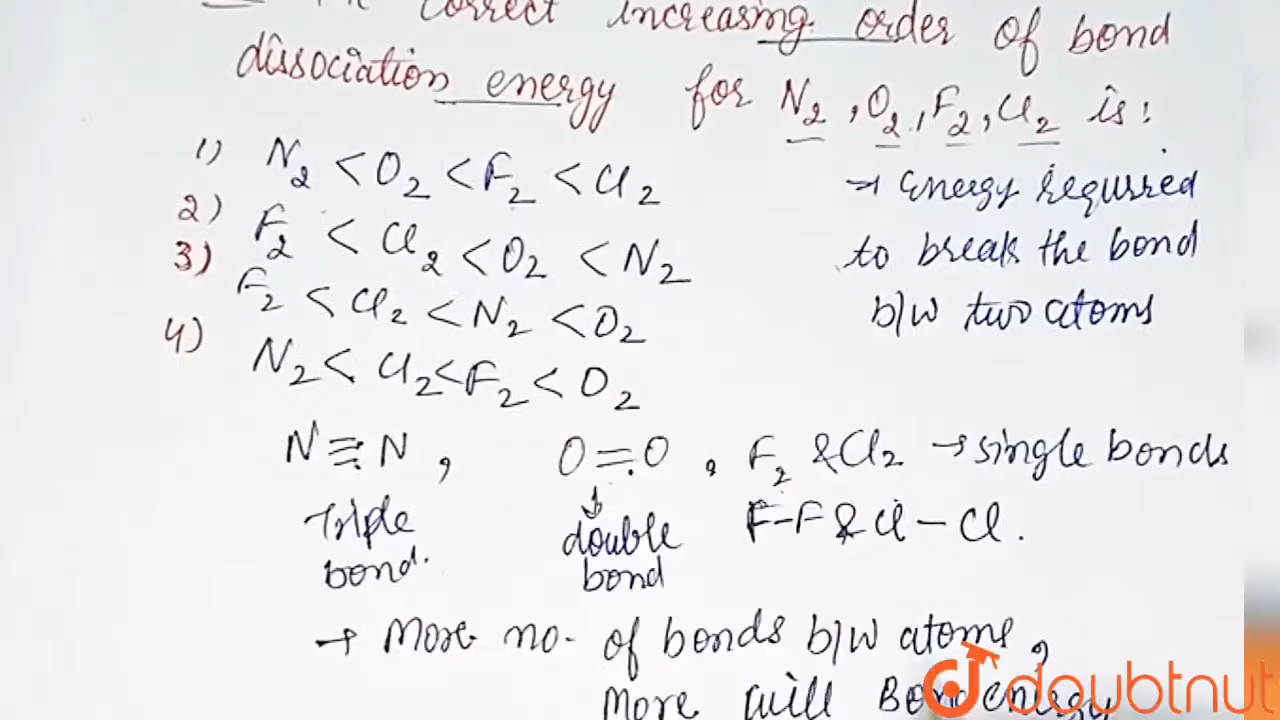 correct increasing order of bond
dissociation energy for N₂, O₂, F₂, Cl₂ is:
1) N₂ < O₂ < F₂ < Cl₂
2) F₂ < Cl₂ < O₂ < N₂
3) F₂ < Cl₂ < N₂ < O₂
4) N₂ < Cl₂ < F₂ < O₂
→ Energy requrred
to break the bond
b/w two atoms
N≡N, O=O, F₂ & Cl₂ → single bonds
Triple bond.
double bond
F-F & Cl-Cl.
→ More no. of bonds b/w atoms,
More will Bond energy
doubtnut